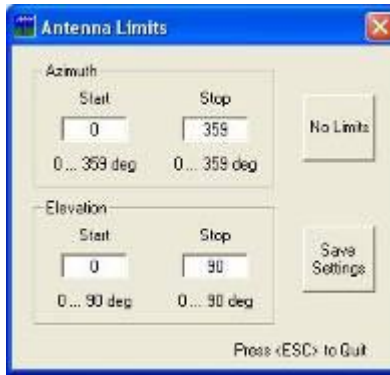 Antenna Limits
Azimuth
Start Stop
0 359
0 ... 359 deg 0 ... 359 deg
No Limits
Elevation
Start Stop
0 90
0 ... 90 deg 0 ... 90 deg
Save
Settings
Press <ESC> to Quit